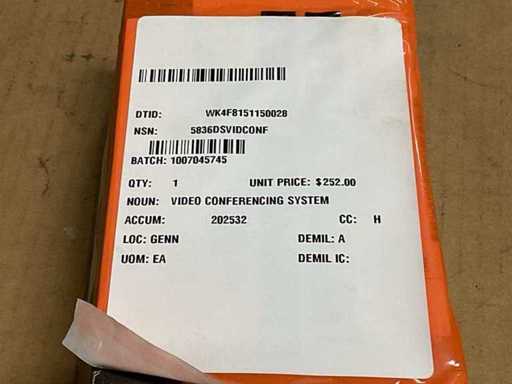 DTID: WK4F8151150028
NSN: 5836DSVIDCONF
BATCH: 1007045745
QTY: 1 UNIT PRICE: $252.00
NOUN: VIDEO CONFERENCING SYSTEM
ACCUM: 202532 CC: H
LOC: GENN DEMIL: A
UOM: EA DEMIL IC: